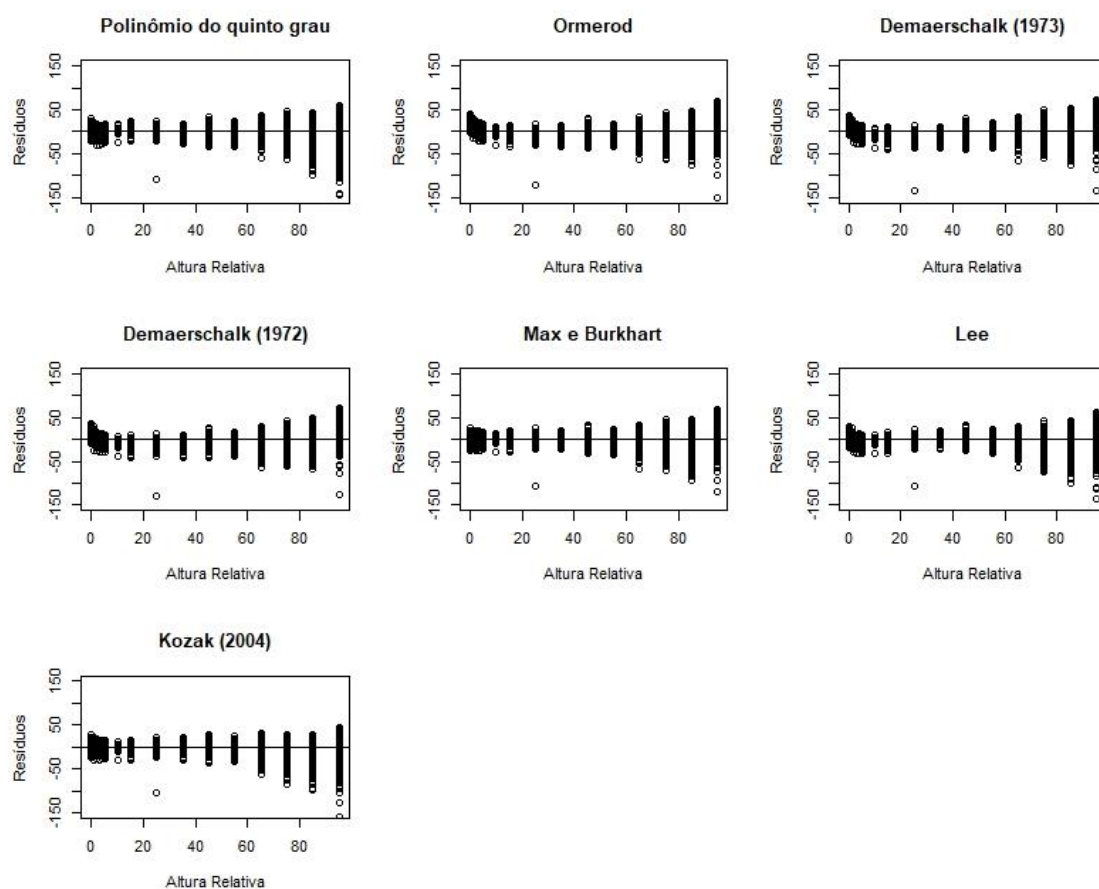 Polinômio do quinto grau
Resíduos
150
50
-50
-150
0 20 40 60 80
Altura Relativa
Ormerod
Resíduos
150
50
-50
-150
0 20 40 60 80
Altura Relativa
Demaerschalk (1973)
Resíduos
150
50
-50
-150
0 20 40 60 80
Altura Relativa
Demaerschalk (1972)
Resíduos
150
50
-50
-150
0 20 40 60 80
Altura Relativa
Max e Burkhart
Resíduos
150
50
-50
-150
0 20 40 60 80
Altura Relativa
Lee
Resíduos
150
50
-50
-150
0 20 40 60 80
Altura Relativa
Kozak (2004)
Resíduos
150
50
-50
-150
0 20 40 60 80
Altura Relativa